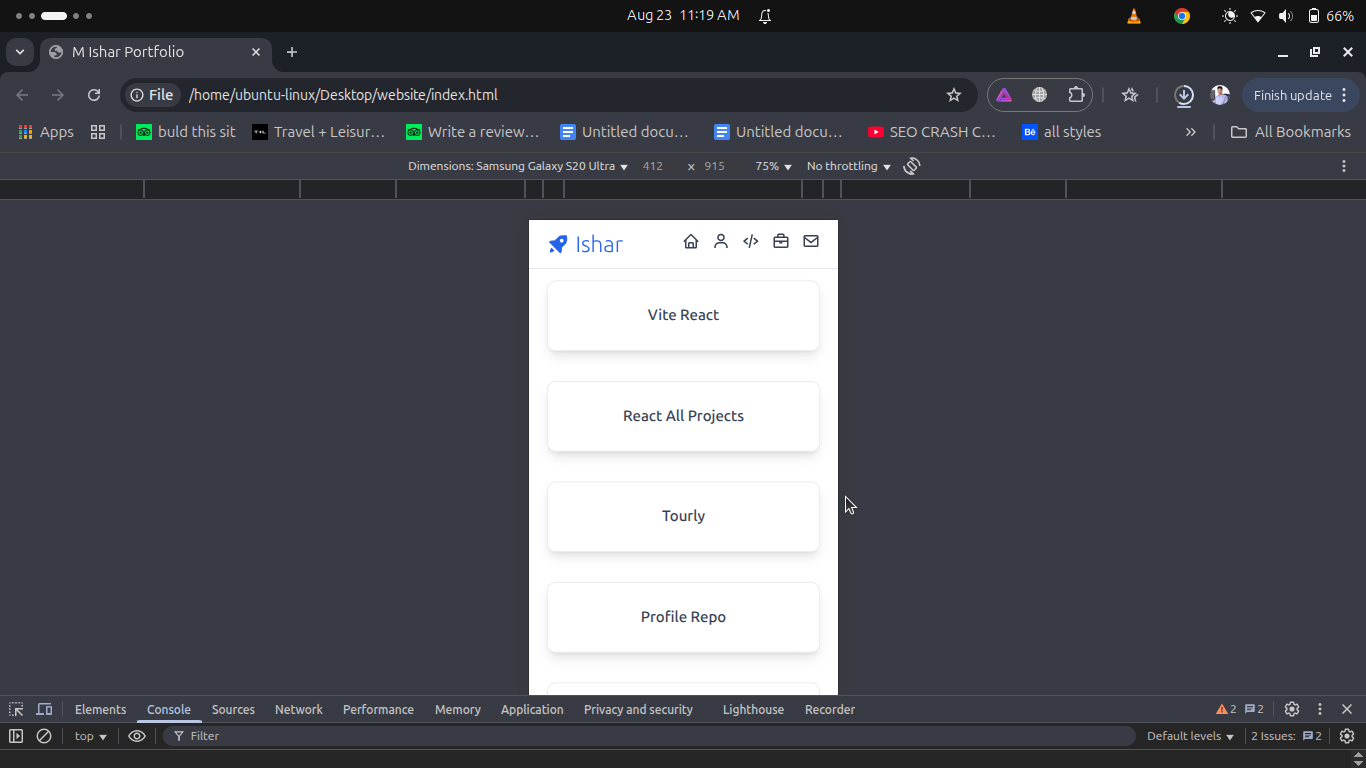 Aug 23 11:19 AM
66%
M Ishar Portfolio
File
/home/ubuntu-linux/Desktop/website/index.html
Finish update
Apps
buld this sit
Travel + Leisur…
Write a review…
Untitled docu…
Untitled docu…
SEO CRASH C…
Bē all styles
All Bookmarks
Dimensions: Samsung Galaxy S20 Ultra
412 x 915
75%
No throttling
Ishar
Vite React
React All Projects
Tourly
Profile Repo
Elements
Console
Sources
Network
Performance
Memory
Application
Privacy and security
Lighthouse
Recorder
2
2
top
Filter
Default levels
2 Issues: 2